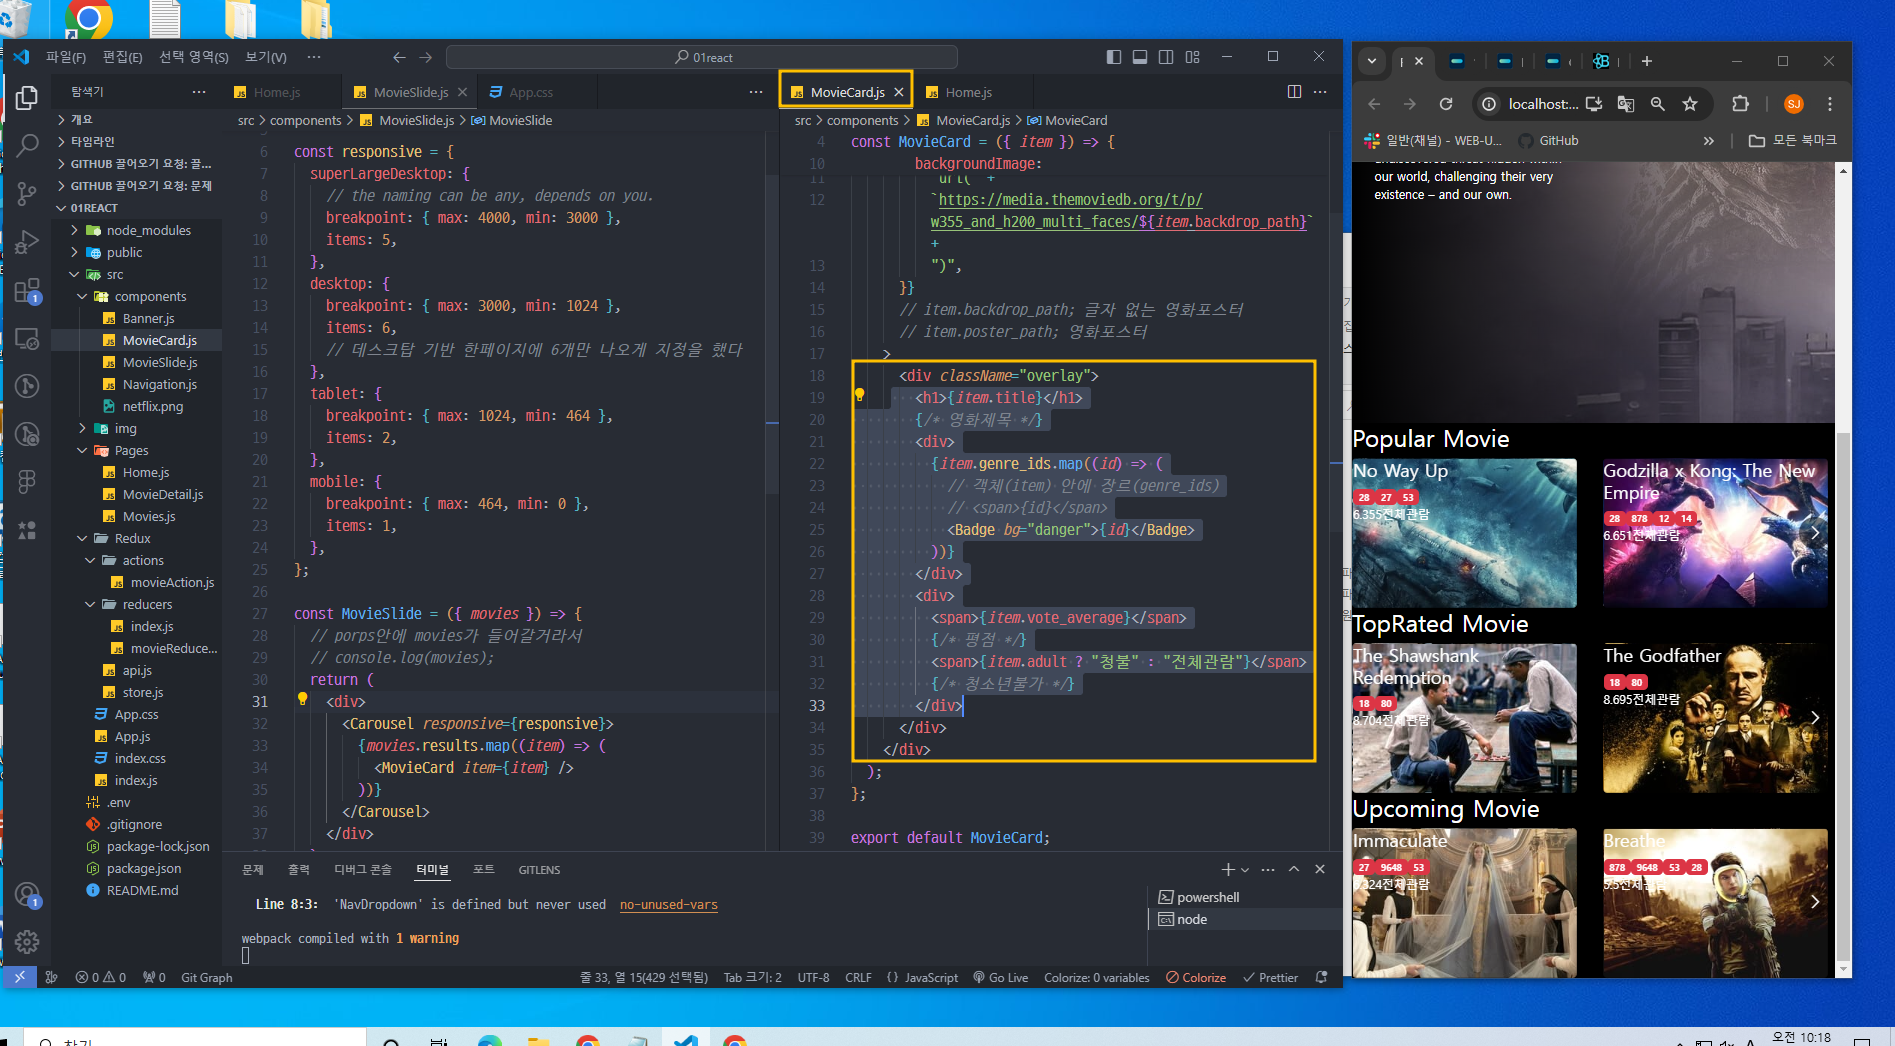 파일(F) 편집(E) 선택 영역(S) 보기(V) ··· 01react
탐색기 ···
개요
타임라인
GITHUB 끌어오기 요청: 끌...
GITHUB 끌어오기 요청: 문제
01REACT
node_modules
public
src
components
Banner.js
MovieCard.js
MovieSlide.js
Navigation.js
netflix.png
img
Pages
Home.js
MovieDetail.js
Movies.js
Redux
actions
movieAction.js
reducers
index.js
movieReduce...
api.js
store.js
App.css
App.js
index.css
index.js
.env
.gitignore
package-lock.json
package.json
README.md
Home.js MovieSlide.js App.css ···
src > components > MovieSlide.js > MovieSlide
6 const responsive = {
7 superLargeDesktop: {
8 // the naming can be any, depends on you.
9 breakpoint: { max: 4000, min: 3000 },
10 items: 5,
11 },
12 desktop: {
13 breakpoint: { max: 3000, min: 1024 },
14 items: 6,
15 // 데스크탑 기반 한페이지에 6개만 나오게 지정을 했다
16 },
17 tablet: {
18 breakpoint: { max: 1024, min: 464 },
19 items: 2,
20 },
21 mobile: {
22 breakpoint: { max: 464, min: 0 },
23 items: 1,
24 },
25 };
26
27 const MovieSlide = ({ movies }) => {
28 // porps안에 movies가 들어갈거라서
29 // console.log(movies);
30 return (
31 <div>
32 <Carousel responsive={responsive}>
33 {movies.results.map((item) => (
34 <MovieCard item={item} />
35 ))}
36 </Carousel>
37 </div>
MovieCard.js Home.js ···
src > components > MovieCard.js > MovieCard
4 const MovieCard = ({ item }) => {
10 backgroundImage:
11 "url(" +
12 `https://media.themoviedb.org/t/p/
w355_and_h200_multi_faces/${item.backdrop_path}`
+
13 ")",
14 }}
15 // item.backdrop_path; 글자 없는 영화포스터
16 // item.poster_path; 영화포스터
17 >
18 <div className="overlay">
19 <h1>{item.title}</h1>
20 {/* 영화제목 */}
21 <div>
22 {item.genre_ids.map((id) => (
23 // 객체(item) 안에 장르(genre_ids)
24 // <span>{id}</span>
25 <Badge bg="danger">{id}</Badge>
26 ))}
27 </div>
28 <div>
29 <span>{item.vote_average}</span>
30 {/* 평점 */}
31 <span>{item.adult ? "청불" : "전체관람"}</span>
32 {/* 청소년불가 */}
33 </div>
34 </div>
35 </div>
36 );
37 };
38
39 export default MovieCard;
문제 출력 디버그 콘솔 터미널 포트 GITLENS
Line 8:3: 'NavDropdown' is defined but never used no-unused-vars
webpack compiled with 1 warning
powershell
node
0 0 0 Git Graph 줄 33, 열 15(429 선택됨) Tab 크기: 2 UTF-8 CRLF {} JavaScript Go Live Colorize: 0 variables Colorize Prettier
localhost:... SJ
일반(채널) - WEB-U... GitHub » 모든 북마크
our world, challenging their very
existence – and our own.
Popular Movie
No Way Up
28 27 53
6.355전체관람
Godzilla x Kong: The New
Empire
28 878 12 14
6.651전체관람
TopRated Movie
The Shawshank
Redemption
18 80
8.704전체관람
The Godfather
18 80
8.695전체관람
Upcoming Movie
Immaculate
27 9648 53
6.324전체관람
Breathe
878 9648 53 28
5.5전체관람
찾기
오전 10:18